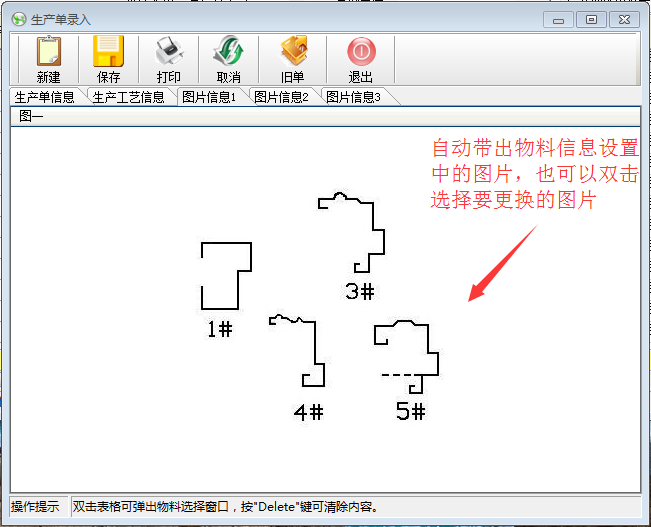 生产单录入
新建 保存 打印 取消 旧单 退出
生产单信息 生产工艺信息 图片信息1 图片信息2 图片信息3
图一
自动带出物料信息设置
中的图片，也可以双击
选择要更换的图片
3#
1#
4#
5#
操作提示 双击表格可弹出物料选择窗口，按"Delete"键可清除内容。